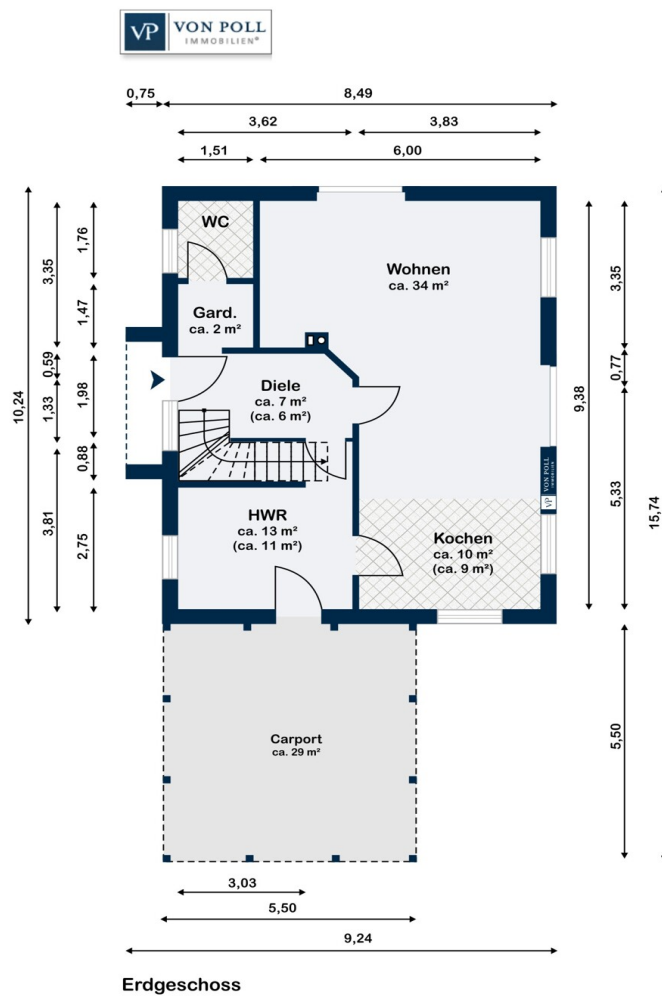 VP VON POLL
IMMOBILIEN®
0,75
8,49
3,62
3,83
1,51
6,00
10,24
3,35
0,59
1,33
3,81
1,76
1,47
1,98
0,88
2,75
WC
Gard.
ca. 2 m²
Wohnen
ca. 34 m²
Diele
ca. 7 m²
(ca. 6 m²)
HWR
ca. 13 m²
(ca. 11 m²)
Kochen
ca. 10 m²
(ca. 9 m²)
VP VON POLL
IMMOBILIEN
9,38
3,35
0,77
5,33
5,50
15,74
Carport
ca. 29 m²
3,03
5,50
9,24
Erdgeschoss